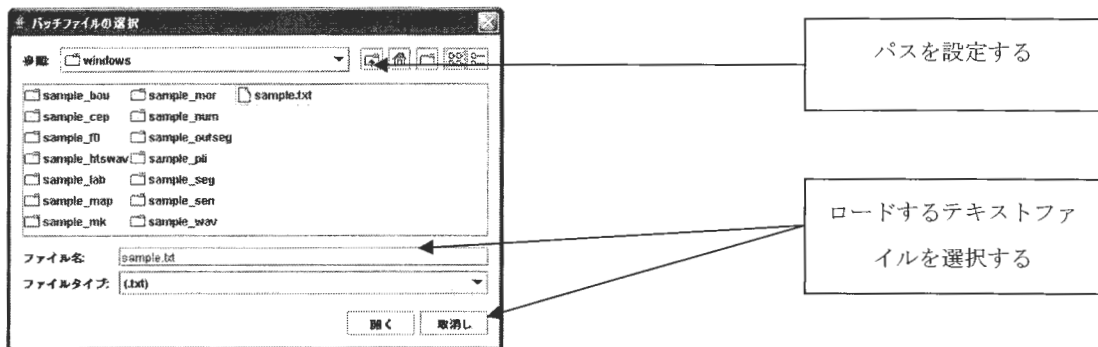 バッチファイルの選択
参照: windows
sample_bou sample_mor sample.txt
sample_cep sample_num
sample_f0 sample_outseg
sample_htswav sample_pli
sample_lab sample_seg
sample_map sample_sen
sample_mk sample_wav
ファイル名: sample.txt
ファイルタイプ: (.txt)
開く 取消し
パスを設定する
ロードするテキストファ
イルを選択する